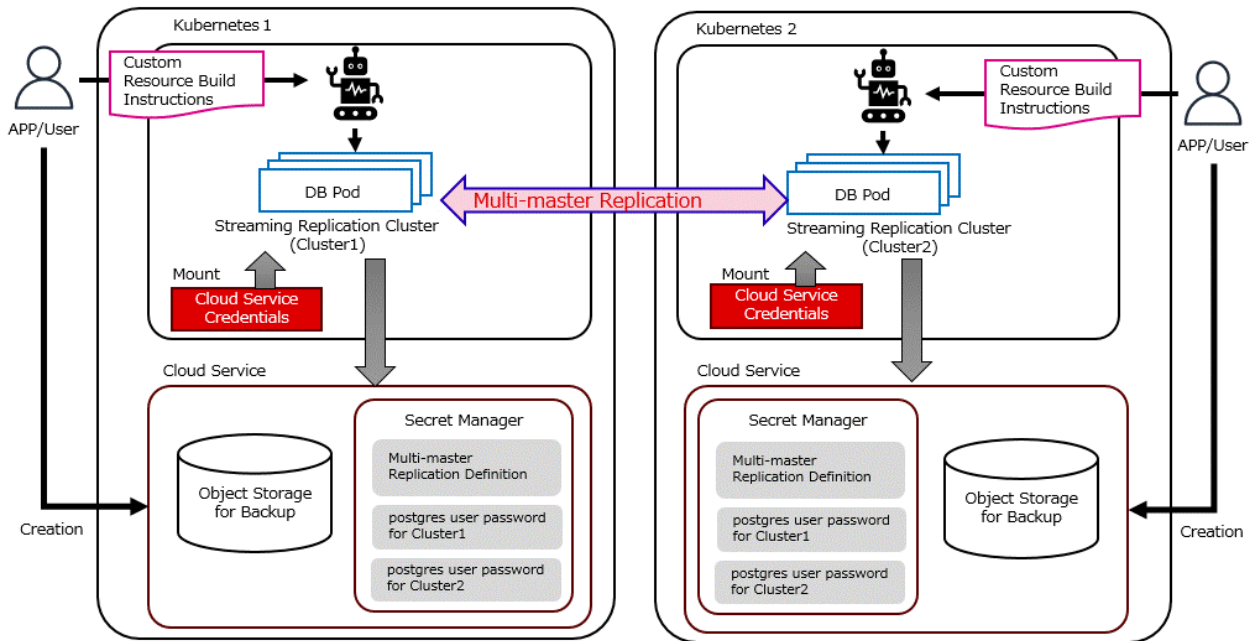 Kubernetes 1
Custom
Resource Build
Instructions
APP/User
DB Pod
Streaming Replication Cluster
(Cluster1)
Mount
Cloud Service
Credentials
Cloud Service
Object Storage
for Backup
Secret Manager
Multi-master
Replication Definition
postgres user password
for Cluster1
postgres user password
for Cluster2
Creation
Multi-master Replication
Kubernetes 2
Custom
Resource Build
Instructions
APP/User
DB Pod
Streaming Replication Cluster
(Cluster2)
Mount
Cloud Service
Credentials
Cloud Service
Secret Manager
Multi-master
Replication Definition
postgres user password
for Cluster1
postgres user password
for Cluster2
Object Storage
for Backup
Creation